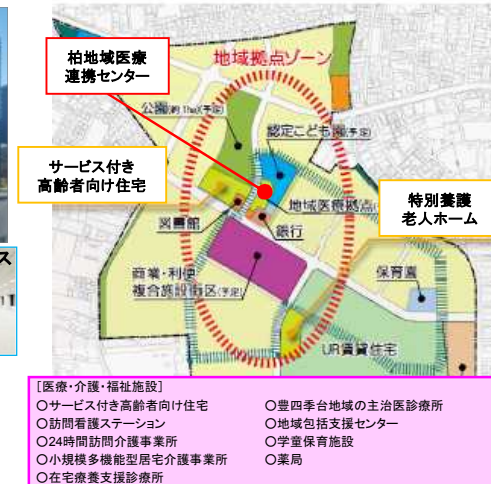 柏地域医療
連携センター
地域拠点ゾーン
公園(約1ha)(予定)
認定こども園(予定)
サービス付き
高齢者向け住宅
特別養護
老人ホーム
地域医療拠点(
図書館
銀行
ス
商業・利便
複合施設街区(予定)
保育園
UR賃貸住宅
[医療・介護・福祉施設]
○サービス付き高齢者向け住宅
○訪問看護ステーション
○24時間訪問介護事業所
○小規模多機能型居宅介護事業所
○在宅療養支援診療所
○豊四季台地域の主治医診療所
○地域包括支援センター
○学童保育施設
○薬局